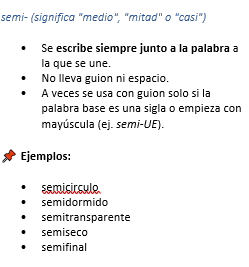 semi- (significa "medio", "mitad" o "casi")
• Se escribe siempre junto a la palabra a
la que se une.
• No lleva guion ni espacio.
• A veces se usa con guion solo si la
palabra base es una sigla o empieza con
mayúscula (ej. semi-UE).
📌 Ejemplos:
• semicirculo
• semidormido
• semitransparente
• semiseco
• semifinal